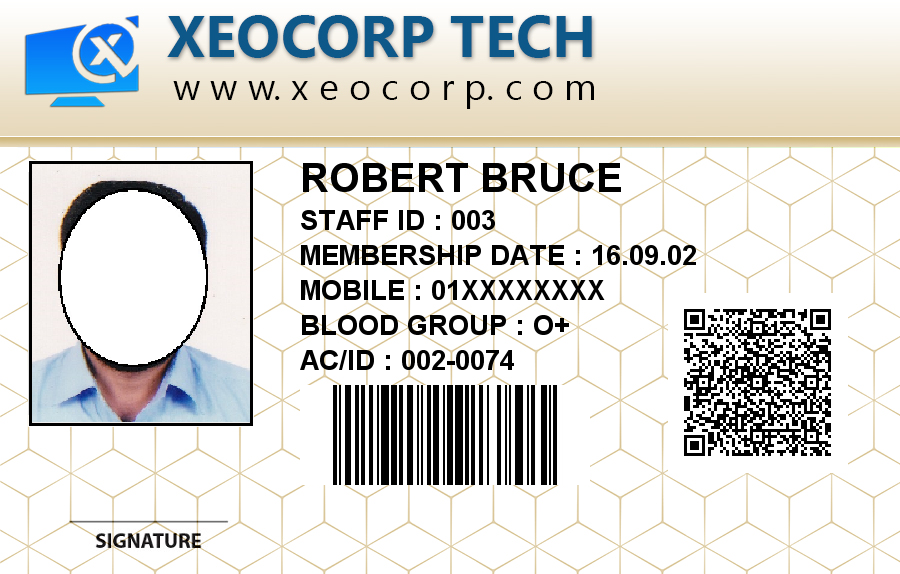 XEOCORP TECH
www.xeocorp.com
ROBERT BRUCE
STAFF ID : 003
MEMBERSHIP DATE : 16.09.02
MOBILE : 01XXXXXXXX
BLOOD GROUP : O+
AC/ID : 002-0074
SIGNATURE